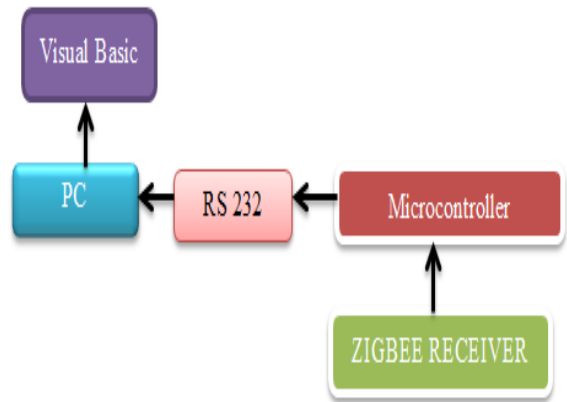 Visual Basic
PC
RS 232
Microcontroller
ZIGBEE RECEIVER